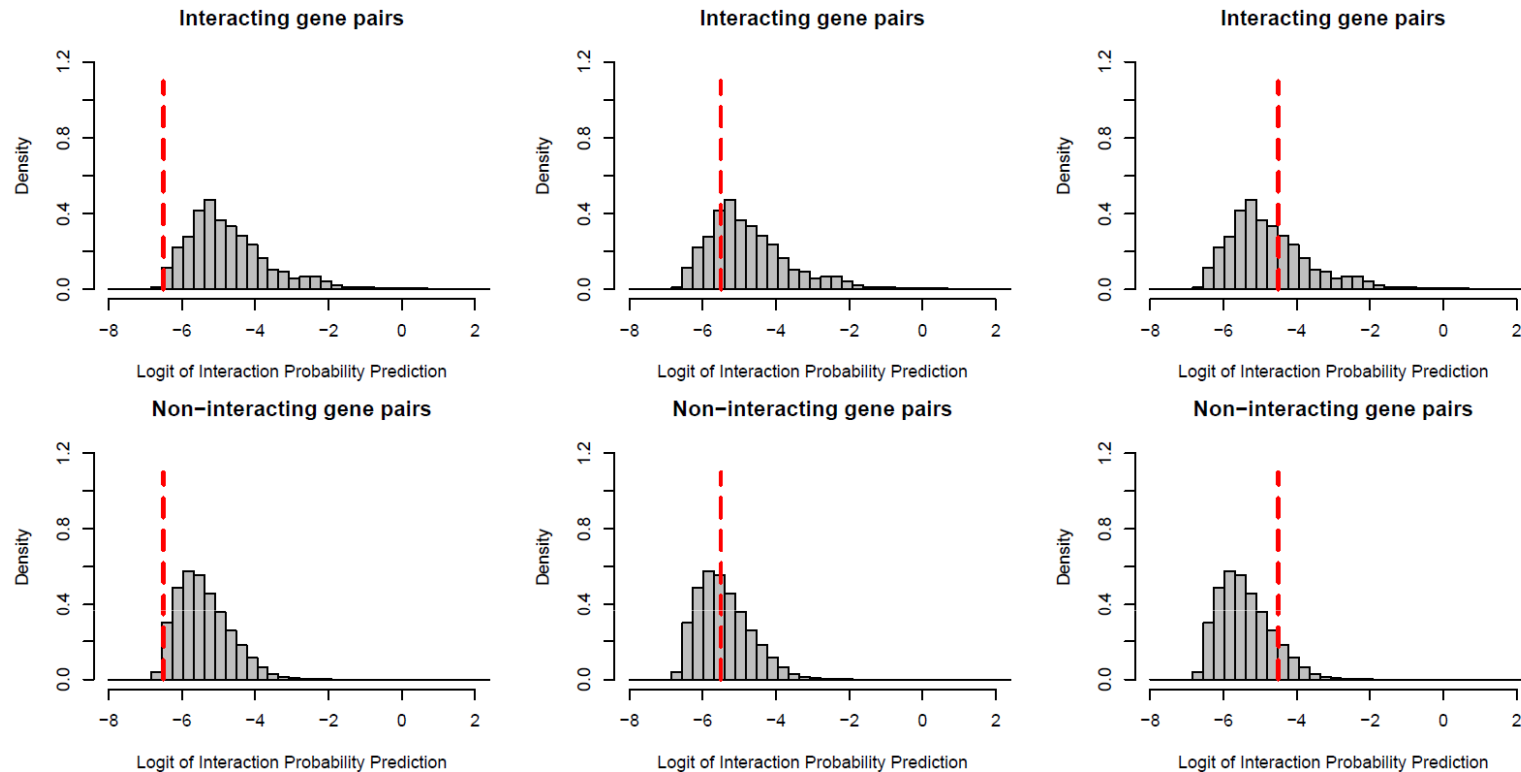 Interacting gene pairs
Density
0.0 0.4 0.8 1.2
−8 −6 −4 −2 0 2
Logit of Interaction Probability Prediction
Interacting gene pairs
Density
0.0 0.4 0.8 1.2
−8 −6 −4 −2 0 2
Logit of Interaction Probability Prediction
Interacting gene pairs
Density
0.0 0.4 0.8 1.2
−8 −6 −4 −2 0 2
Logit of Interaction Probability Prediction
Non−interacting gene pairs
Density
0.0 0.4 0.8 1.2
−8 −6 −4 −2 0 2
Logit of Interaction Probability Prediction
Non−interacting gene pairs
Density
0.0 0.4 0.8 1.2
−8 −6 −4 −2 0 2
Logit of Interaction Probability Prediction
Non−interacting gene pairs
Density
0.0 0.4 0.8 1.2
−8 −6 −4 −2 0 2
Logit of Interaction Probability Prediction